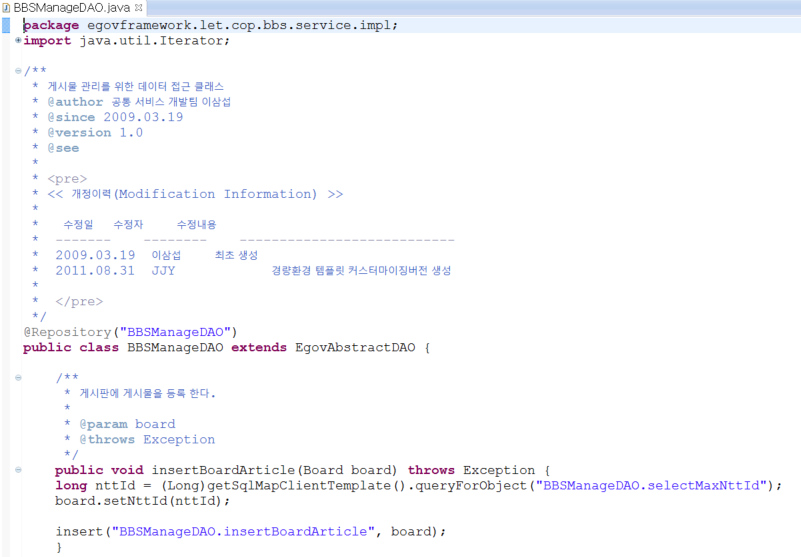 BBSManageDAO.java
package egovframework.let.cop.bbs.service.impl;
import java.util.Iterator;
/**
 * 게시물 관리를 위한 데이터 접근 클래스
 * @author 공통 서비스 개발팀 이삼섭
 * @since 2009.03.19
 * @version 1.0
 * @see
 *
 * <pre>
 * << 개정이력(Modification Information) >>
 *
 *   수정일   수정자     수정내용
 *  -------    --------    ---------------------------
 *  2009.03.19  이삼섭     최초 생성
 *  2011.08.31  JJY            경량환경 템플릿 커스터마이징버전 생성
 *
 *  </pre>
 */
@Repository("BBSManageDAO")
public class BBSManageDAO extends EgovAbstractDAO {
    /**
     * 게시판에 게시물을 등록 한다.
     *
     * @param board
     * @throws Exception
     */
    public void insertBoardArticle(Board board) throws Exception {
    long nttId = (Long)getSqlMapClientTemplate().queryForObject("BBSManageDAO.selectMaxNttId");
    board.setNttId(nttId);
    insert("BBSManageDAO.insertBoardArticle", board);
    }